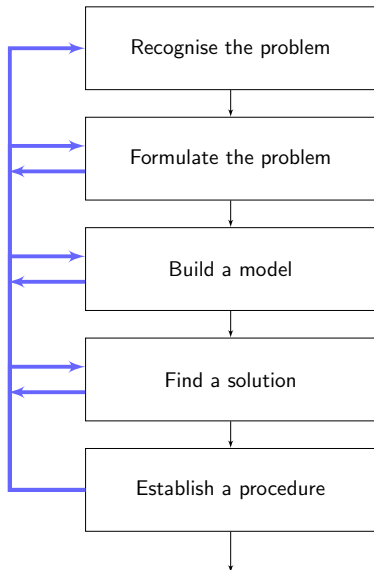 Recognise the problem
Formulate the problem
Build a model
Find a solution
Establish a procedure